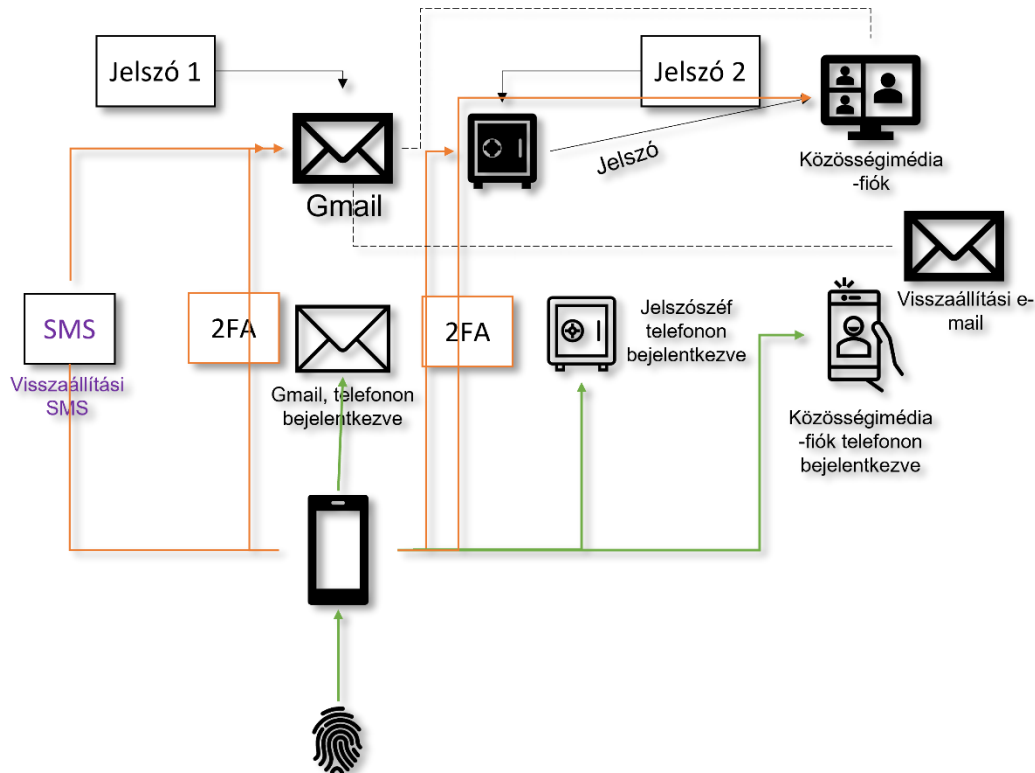 Jelszó 1
Jelszó 2
Jelszó
Közösségimédia
-fiók
Gmail
Visszaállítási e-
mail
SMS
Visszaállítási
SMS
2FA
Gmail, telefonon
bejelentkezve
2FA
Jelszószéf
telefonon
bejelentkezve
Közösségimédia
-fiók telefonon
bejelentkezve